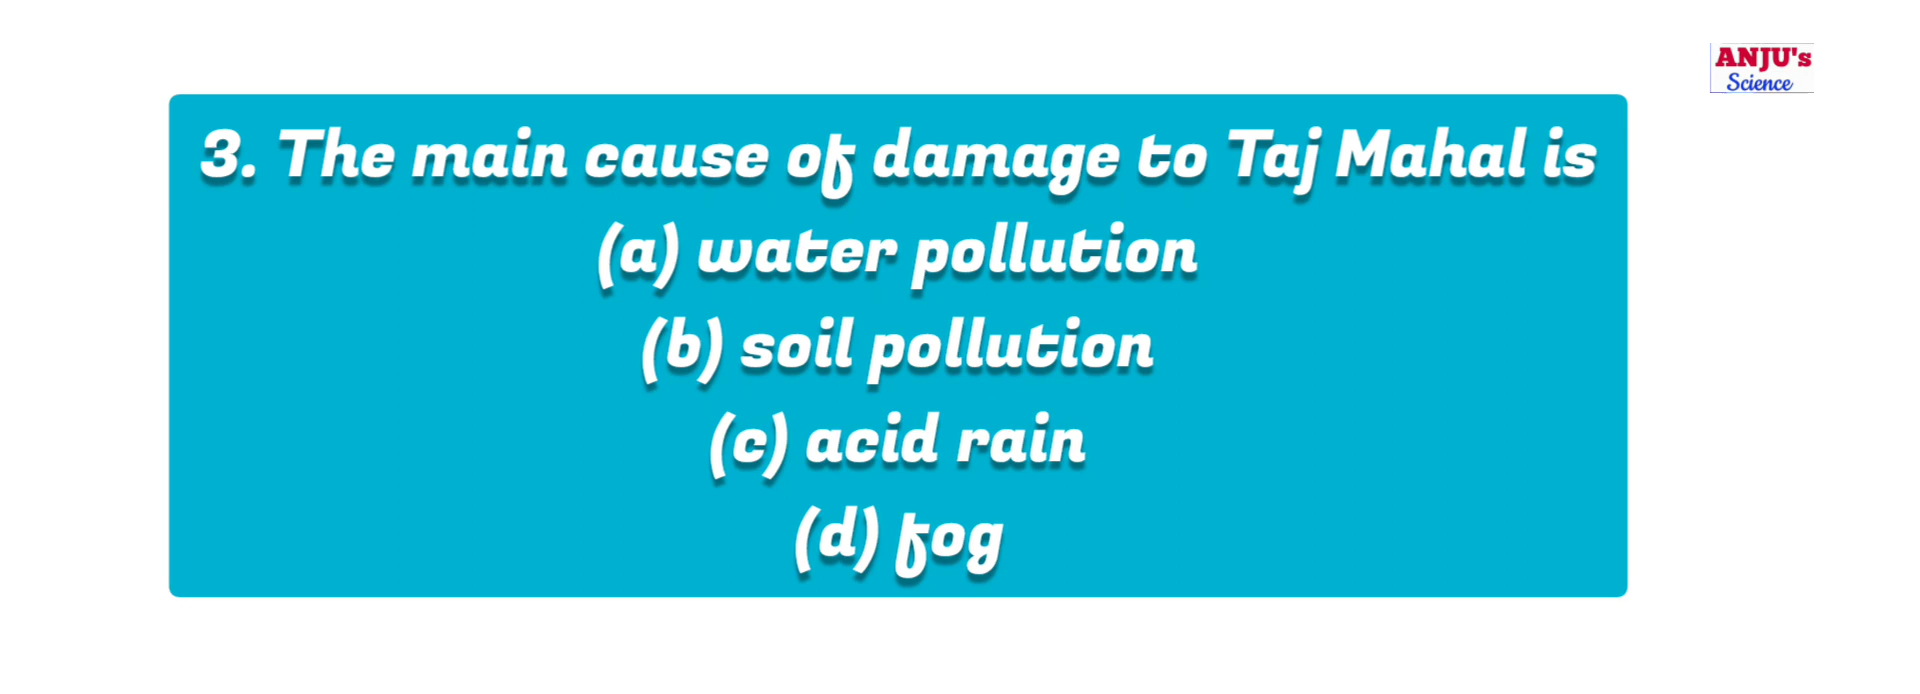 ANJU's
Science
3. The main cause of damage to Taj Mahal is
(a) water pollution
(b) soil pollution
(c) acid rain
(d) fog